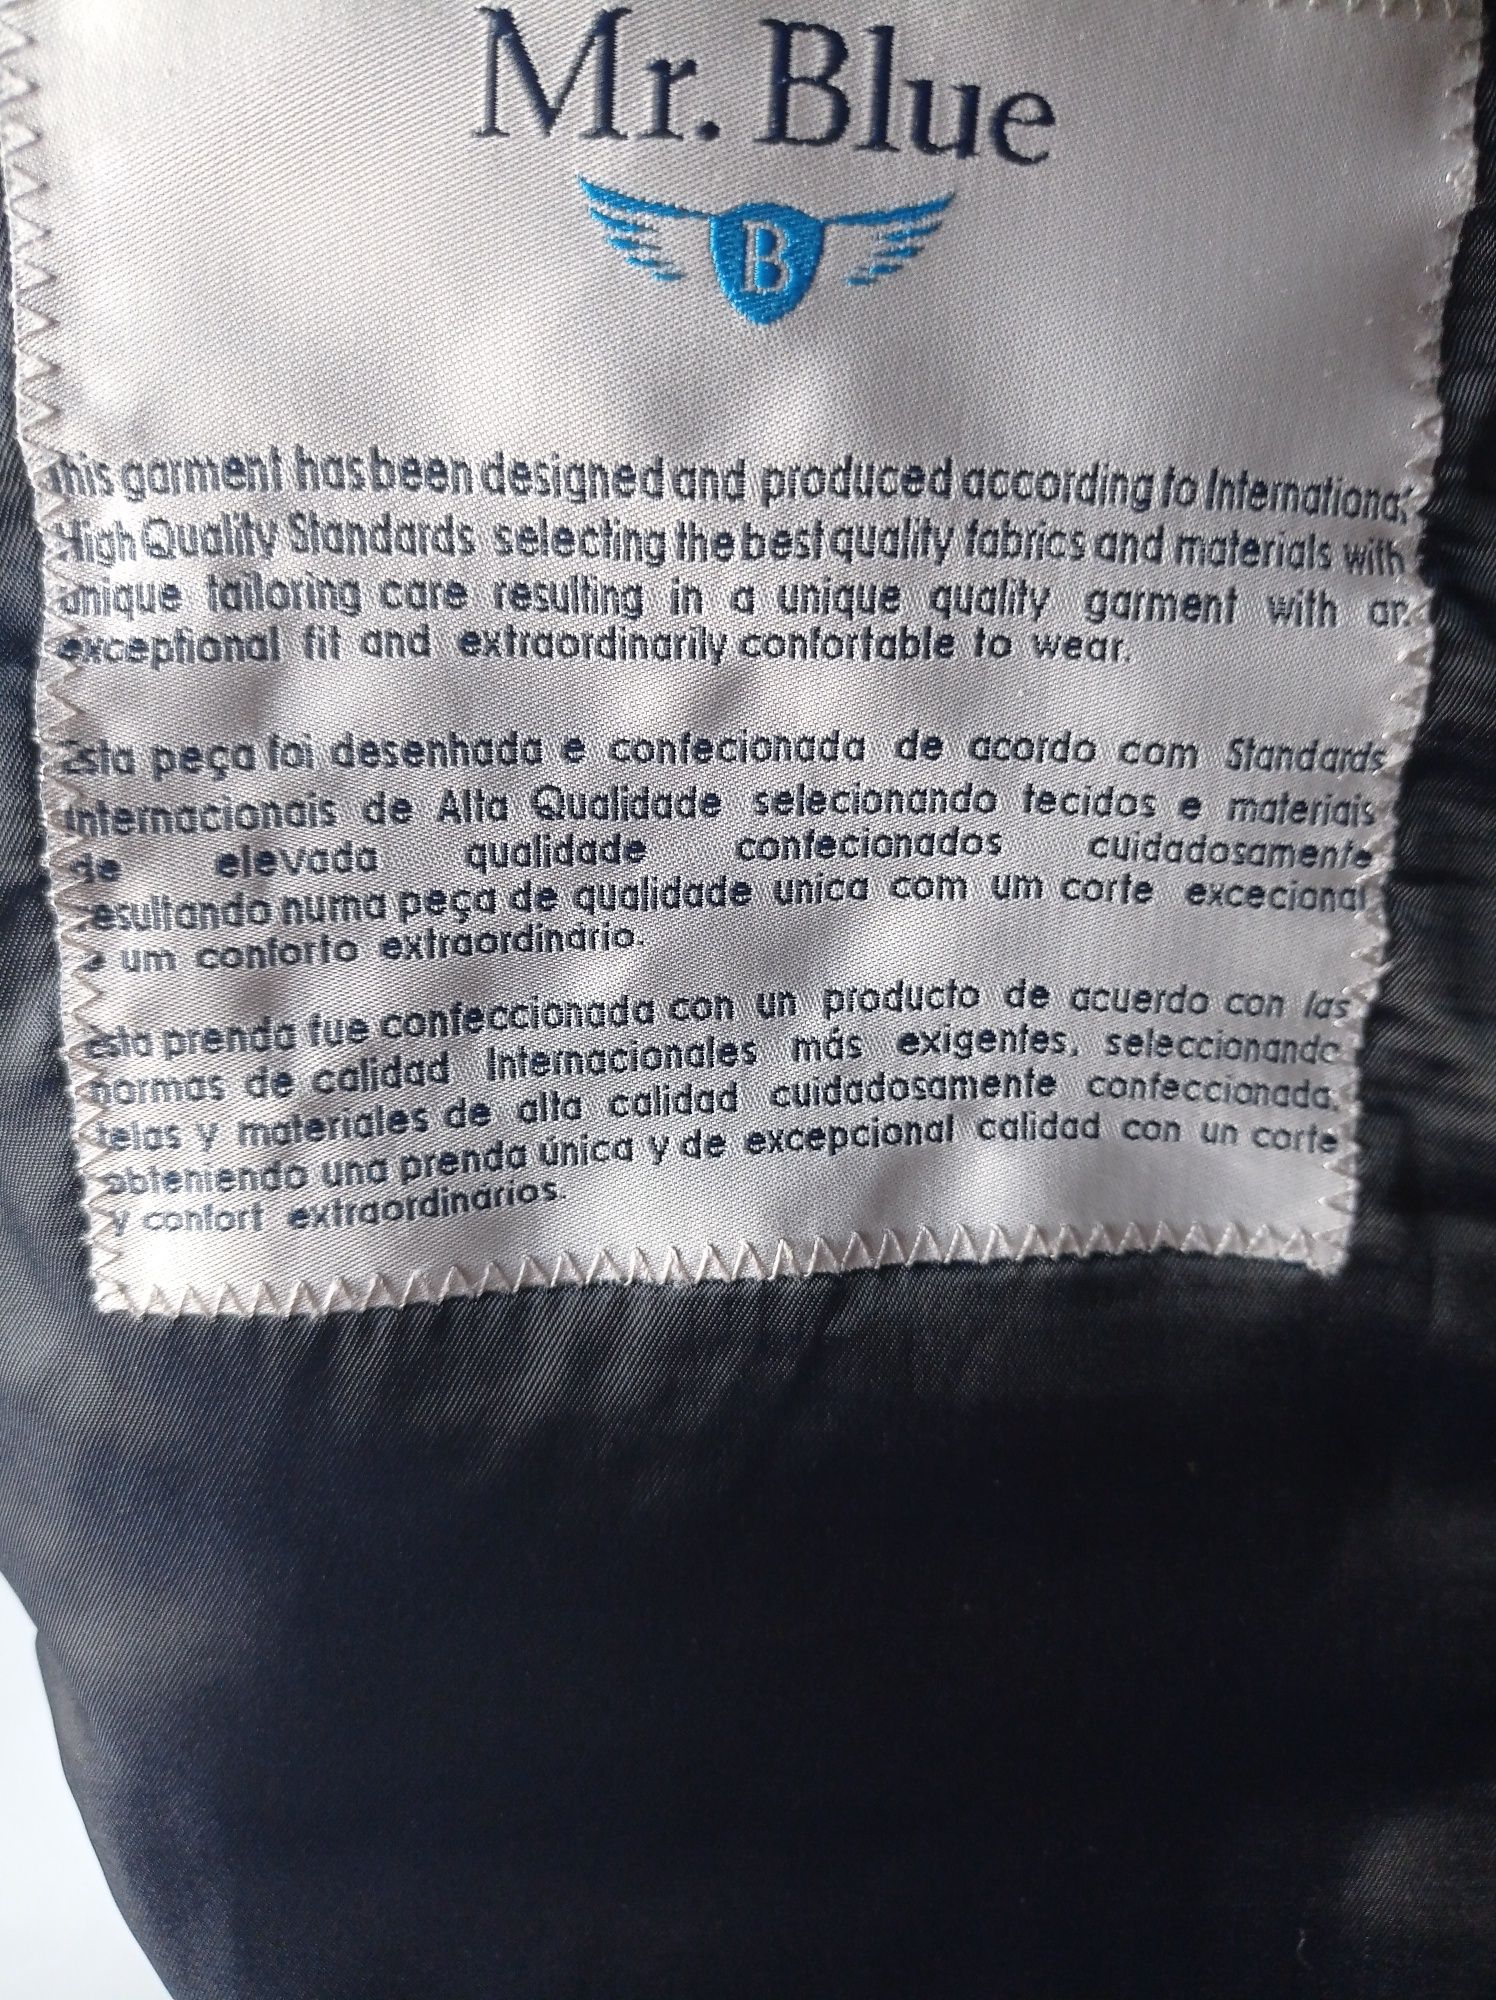 Mr. Blue
B
This garment has been designed and produced according to International
High Quality Standards selecting the best quality fabrics and materials with
unique tailoring care resulting in a unique quality garment with an
exceptional fit and extraordinarily confortable to wear.
Esta peça foi desenhada e confecionada de acordo com Standards
Internacionais de Alta Qualidade selecionando tecidos e materiais
de elevada qualidade confecionados cuidadosamente
resultando numa peça de qualidade unica com um corte excecional
e um conforto extraordinário.
Esta prenda fue confeccionada con un producto de acuerdo con las
normas de calidad Internacionales más exigentes, seleccionando
telas y materiales de alta calidad cuidadosamente confeccionada,
obteniendo una prenda única y de excepcional calidad con un corte
y confort extraordinários.